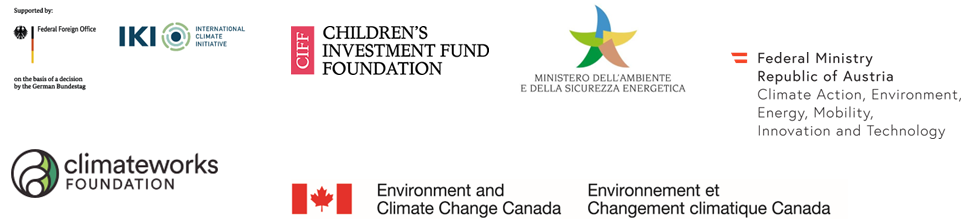 Supported by:
Federal Foreign Office
on the basis of a decision
by the German Bundestag
IKI
INTERNATIONAL
CLIMATE
INITIATIVE
CIFF
CHILDREN'S
INVESTMENT FUND
FOUNDATION
MINISTERO DELL'AMBIENTE
E DELLA SICUREZZA ENERGETICA
Federal Ministry
Republic of Austria
Climate Action, Environment,
Energy, Mobility,
Innovation and Technology
climateworks
FOUNDATION
Environment and
Climate Change Canada
Environnement et
Changement climatique Canada